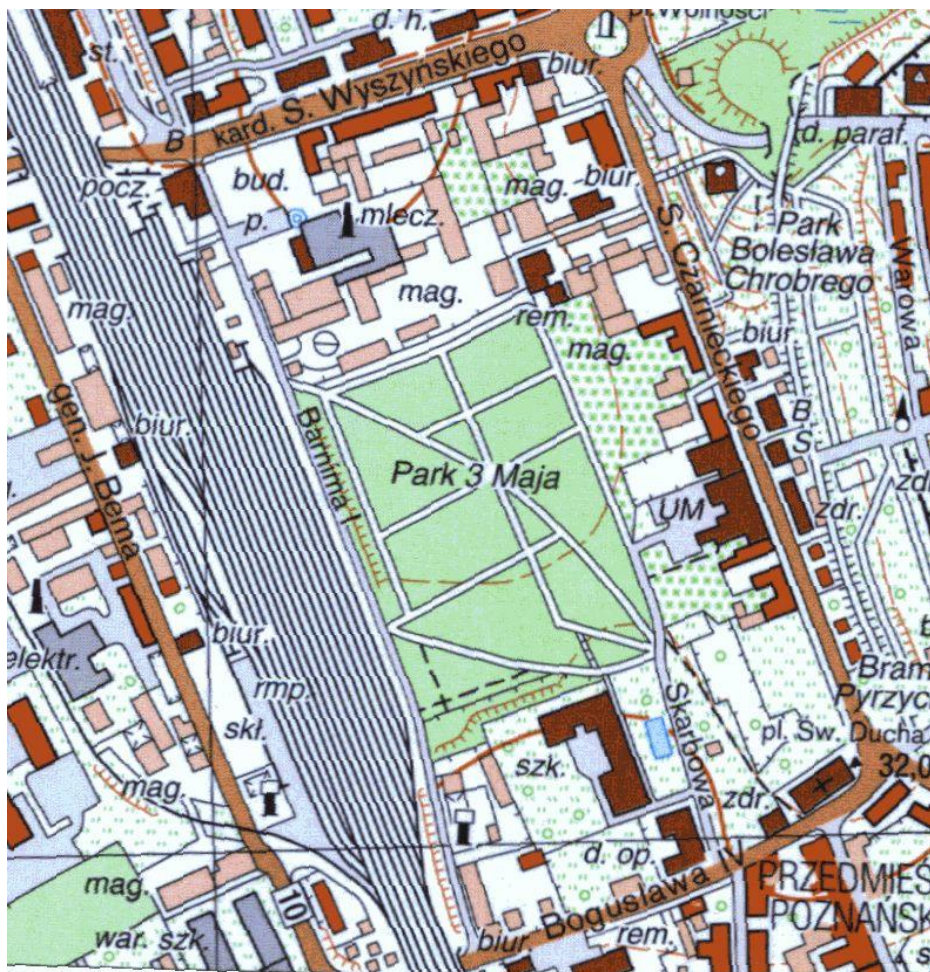 d. h.
pl. Wolności
st.
biur.
kard. S. Wyszyńskiego
B
d. paraf.
pocz.
bud.
mag.
biur.
p.
mlecz.
Park
Bolesława
Chrobrego
S. Czarnieckiego
Warowa
mag.
mag.
rem.
mag.
biur.
gen. J. Bema
biur.
Barnima I
B
S.
Park 3 Maja
UM
zdr.
zdr.
elektr.
biur.
rmp.
skł.
Skarbowa
Bram
Pyrzyc
pl. Św. Ducha
32,0
mag.
szk.
zdr.
d. op.
mag.
10
Bogusława IV
PRZEDMIEŚ
POZNAŃSK
war. szk.
biur.
rem.